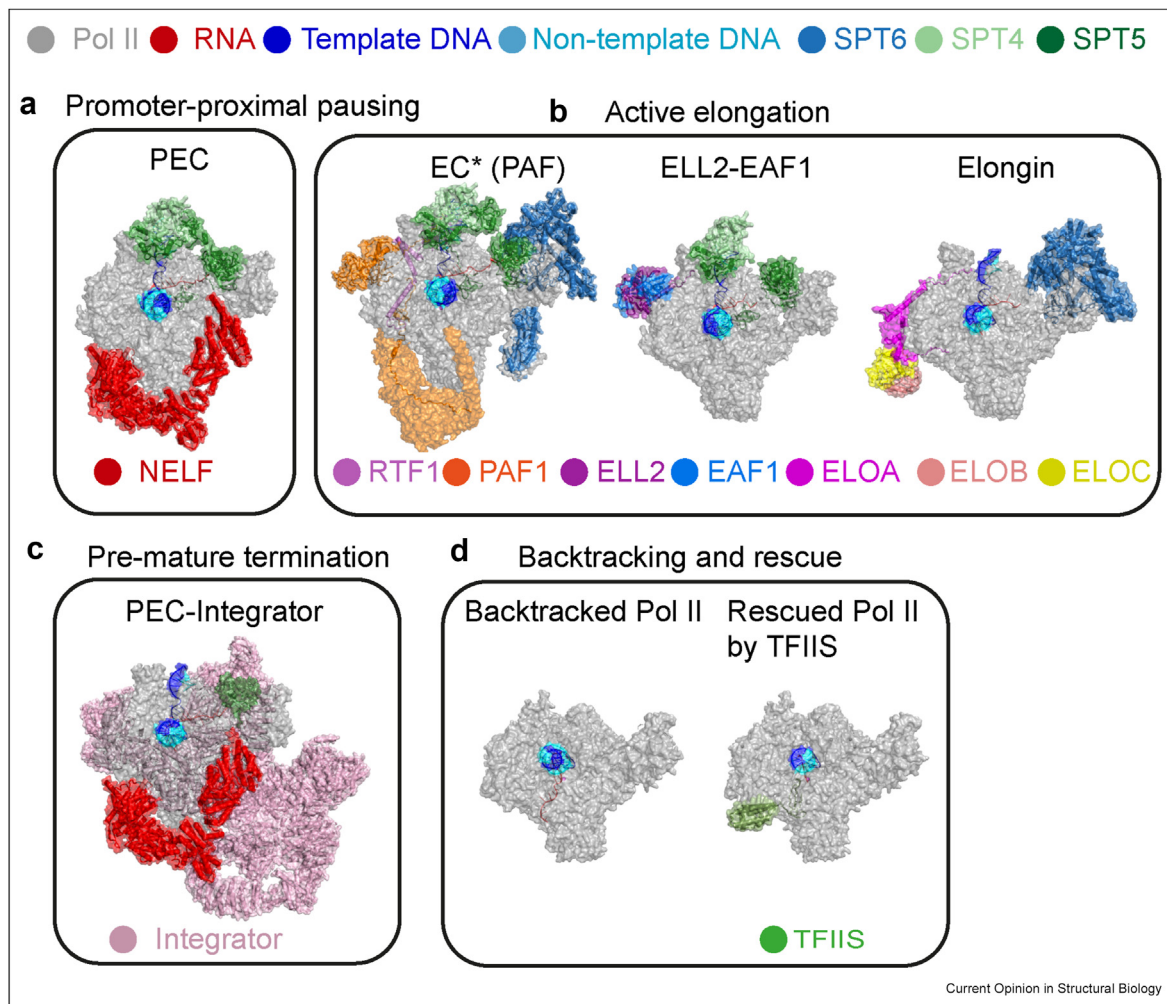 Pol II RNA Template DNA Non-template DNA SPT6 SPT4 SPT5
a Promoter-proximal pausing
PEC
NELF
b Active elongation
EC* (PAF) ELL2-EAF1 Elongin
RTF1 PAF1 ELL2 EAF1 ELOA ELOB ELOC
c Pre-mature termination
PEC-Integrator
Integrator
d Backtracking and rescue
Backtracked Pol II
Rescued Pol II
by TFIIS
TFIIS
Current Opinion in Structural Biology